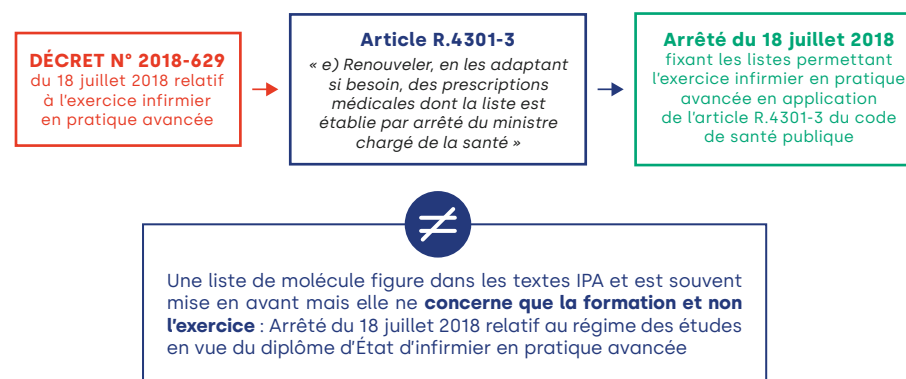 DÉCRET N° 2018-629
du 18 juillet 2018 relatif
à l'exercice infirmier
en pratique avancée
Article R.4301-3
« e) Renouveler, en les adaptant
si besoin, des prescriptions
médicales dont la liste est
établie par arrêté du ministre
chargé de la santé »
Arrêté du 18 juillet 2018
fixant les listes permettant
l'exercice infirmier en pratique
avancée en application
de l'article R.4301-3 du code
de santé publique
≠
Une liste de molécule figure dans les textes IPA et est souvent
mise en avant mais elle ne concerne que la formation et non
l'exercice : Arrêté du 18 juillet 2018 relatif au régime des études
en vue du diplôme d'État d'infirmier en pratique avancée